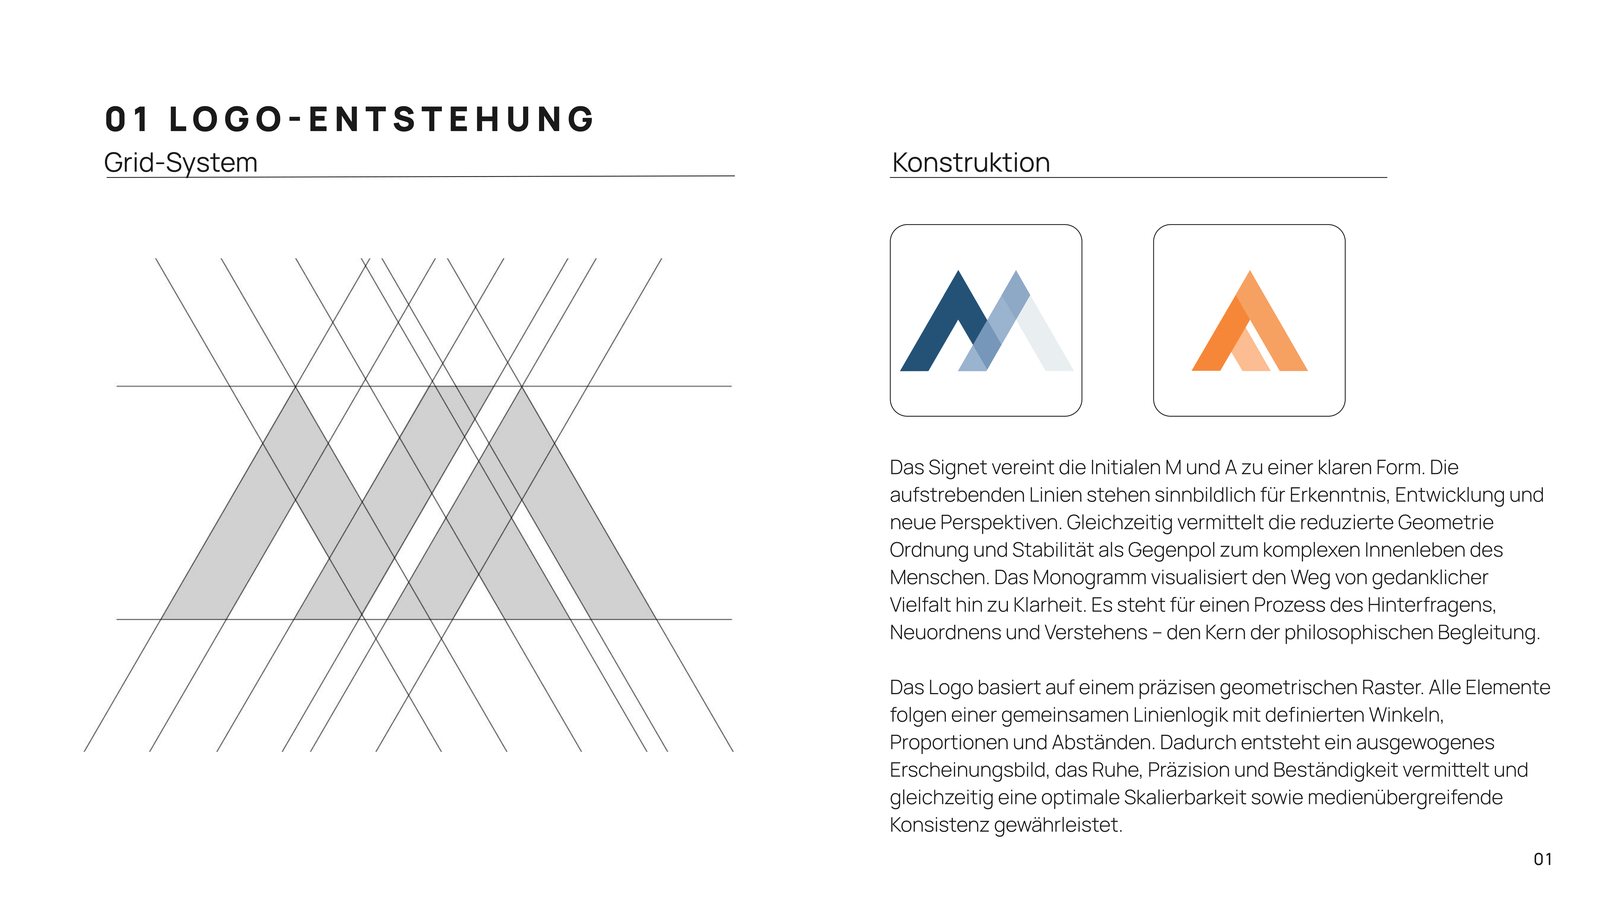 01 LOGO-ENTSTEHUNG
Grid-System
Konstruktion
Das Signet vereint die Initialen M und A zu einer klaren Form. Die
aufstrebenden Linien stehen sinnbildlich für Erkenntnis, Entwicklung und
neue Perspektiven. Gleichzeitig vermittelt die reduzierte Geometrie
Ordnung und Stabilität als Gegenpol zum komplexen Innenleben des
Menschen. Das Monogramm visualisiert den Weg von gedanklicher
Vielfalt hin zu Klarheit. Es steht für einen Prozess des Hinterfragens,
Neuordnens und Verstehens – den Kern der philosophischen Begleitung.
Das Logo basiert auf einem präzisen geometrischen Raster. Alle Elemente
folgen einer gemeinsamen Linienlogik mit definierten Winkeln,
Proportionen und Abständen. Dadurch entsteht ein ausgewogenes
Erscheinungsbild, das Ruhe, Präzision und Beständigkeit vermittelt und
gleichzeitig eine optimale Skalierbarkeit sowie medienübergreifende
Konsistenz gewährleistet.
01